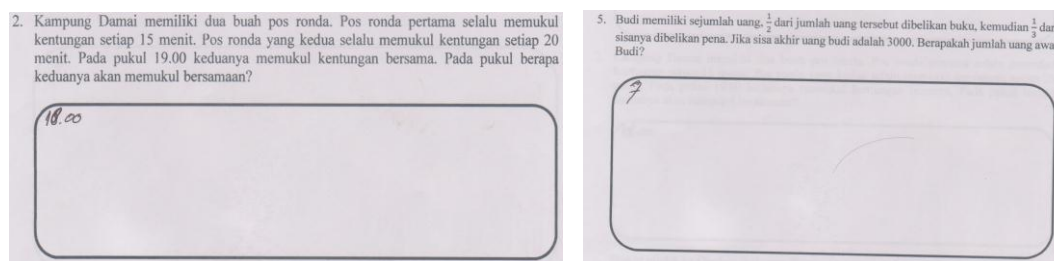 2. Kampung Damai memiliki dua buah pos ronda. Pos ronda pertama selalu memukul
kentungan setiap 15 menit. Pos ronda yang kedua selalu memukul kentungan setiap 20
menit. Pada pukul 19.00 keduanya memukul kentungan bersama. Pada pukul berapa
keduanya akan memukul bersamaan?
18.00
5. Budi memiliki sejumlah uang, 1/2 dari jumlah uang tersebut dibelikan buku, kemudian 1/3 dar
sisanya dibelikan pena. Jika sisa akhir uang budi adalah 3000. Berapakah jumlah uang awa
Budi?
7